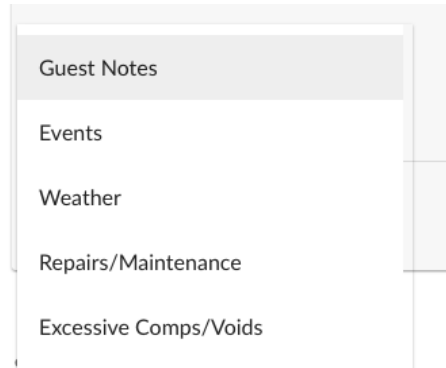 Guest Notes
Events
Weather
Repairs/Maintenance
Excessive Comps/Voids